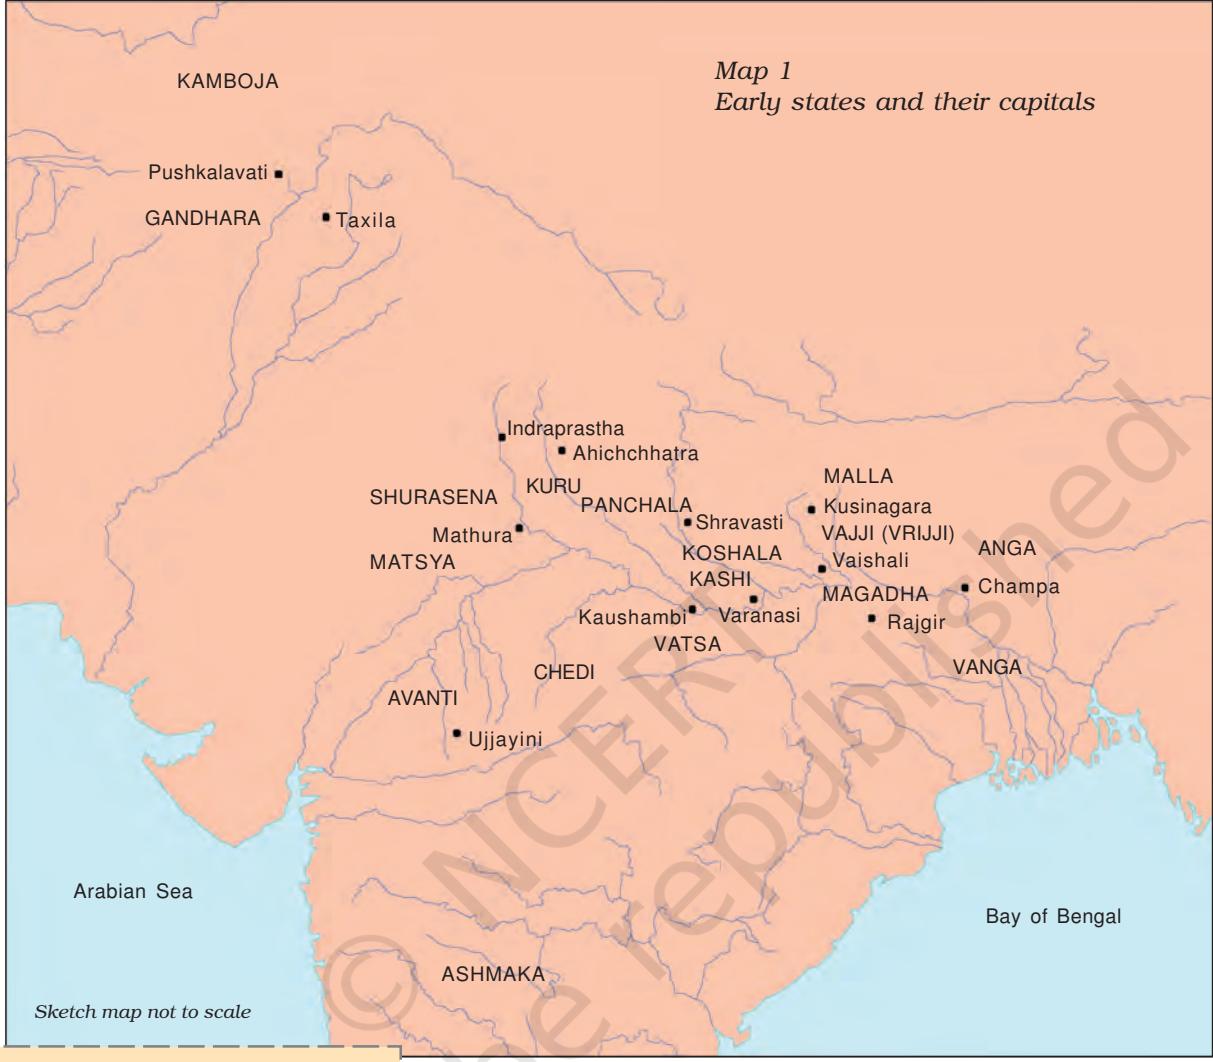 Map 1
Early states and their capitals
KAMBOJA
Pushkalavati
GANDHARA
Taxila
Indraprastha
Ahichchhatra
MALLA
KURU
SHURASENA
PANCHALA
Kusinagara
Shravasti
Mathura
VAJJI (VRIJJI)
ANGA
KOSHALA
Vaishali
MATSYA
KASHI
Champa
MAGADHA
Kaushambi
Varanasi
Rajgir
VATSA
VANGA
CHEDI
AVANTI
Ujjayini
Arabian Sea
Bay of Bengal
ASHMAKA
Sketch map not to scale
© NCERT
be republished